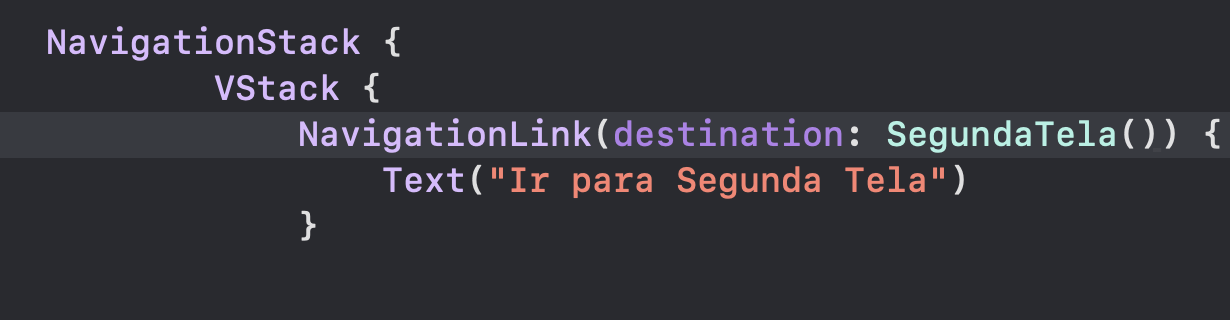 NavigationStack {
VStack {
NavigationLink(destination: SegundaTela()) {
Text("Ir para Segunda Tela")
}